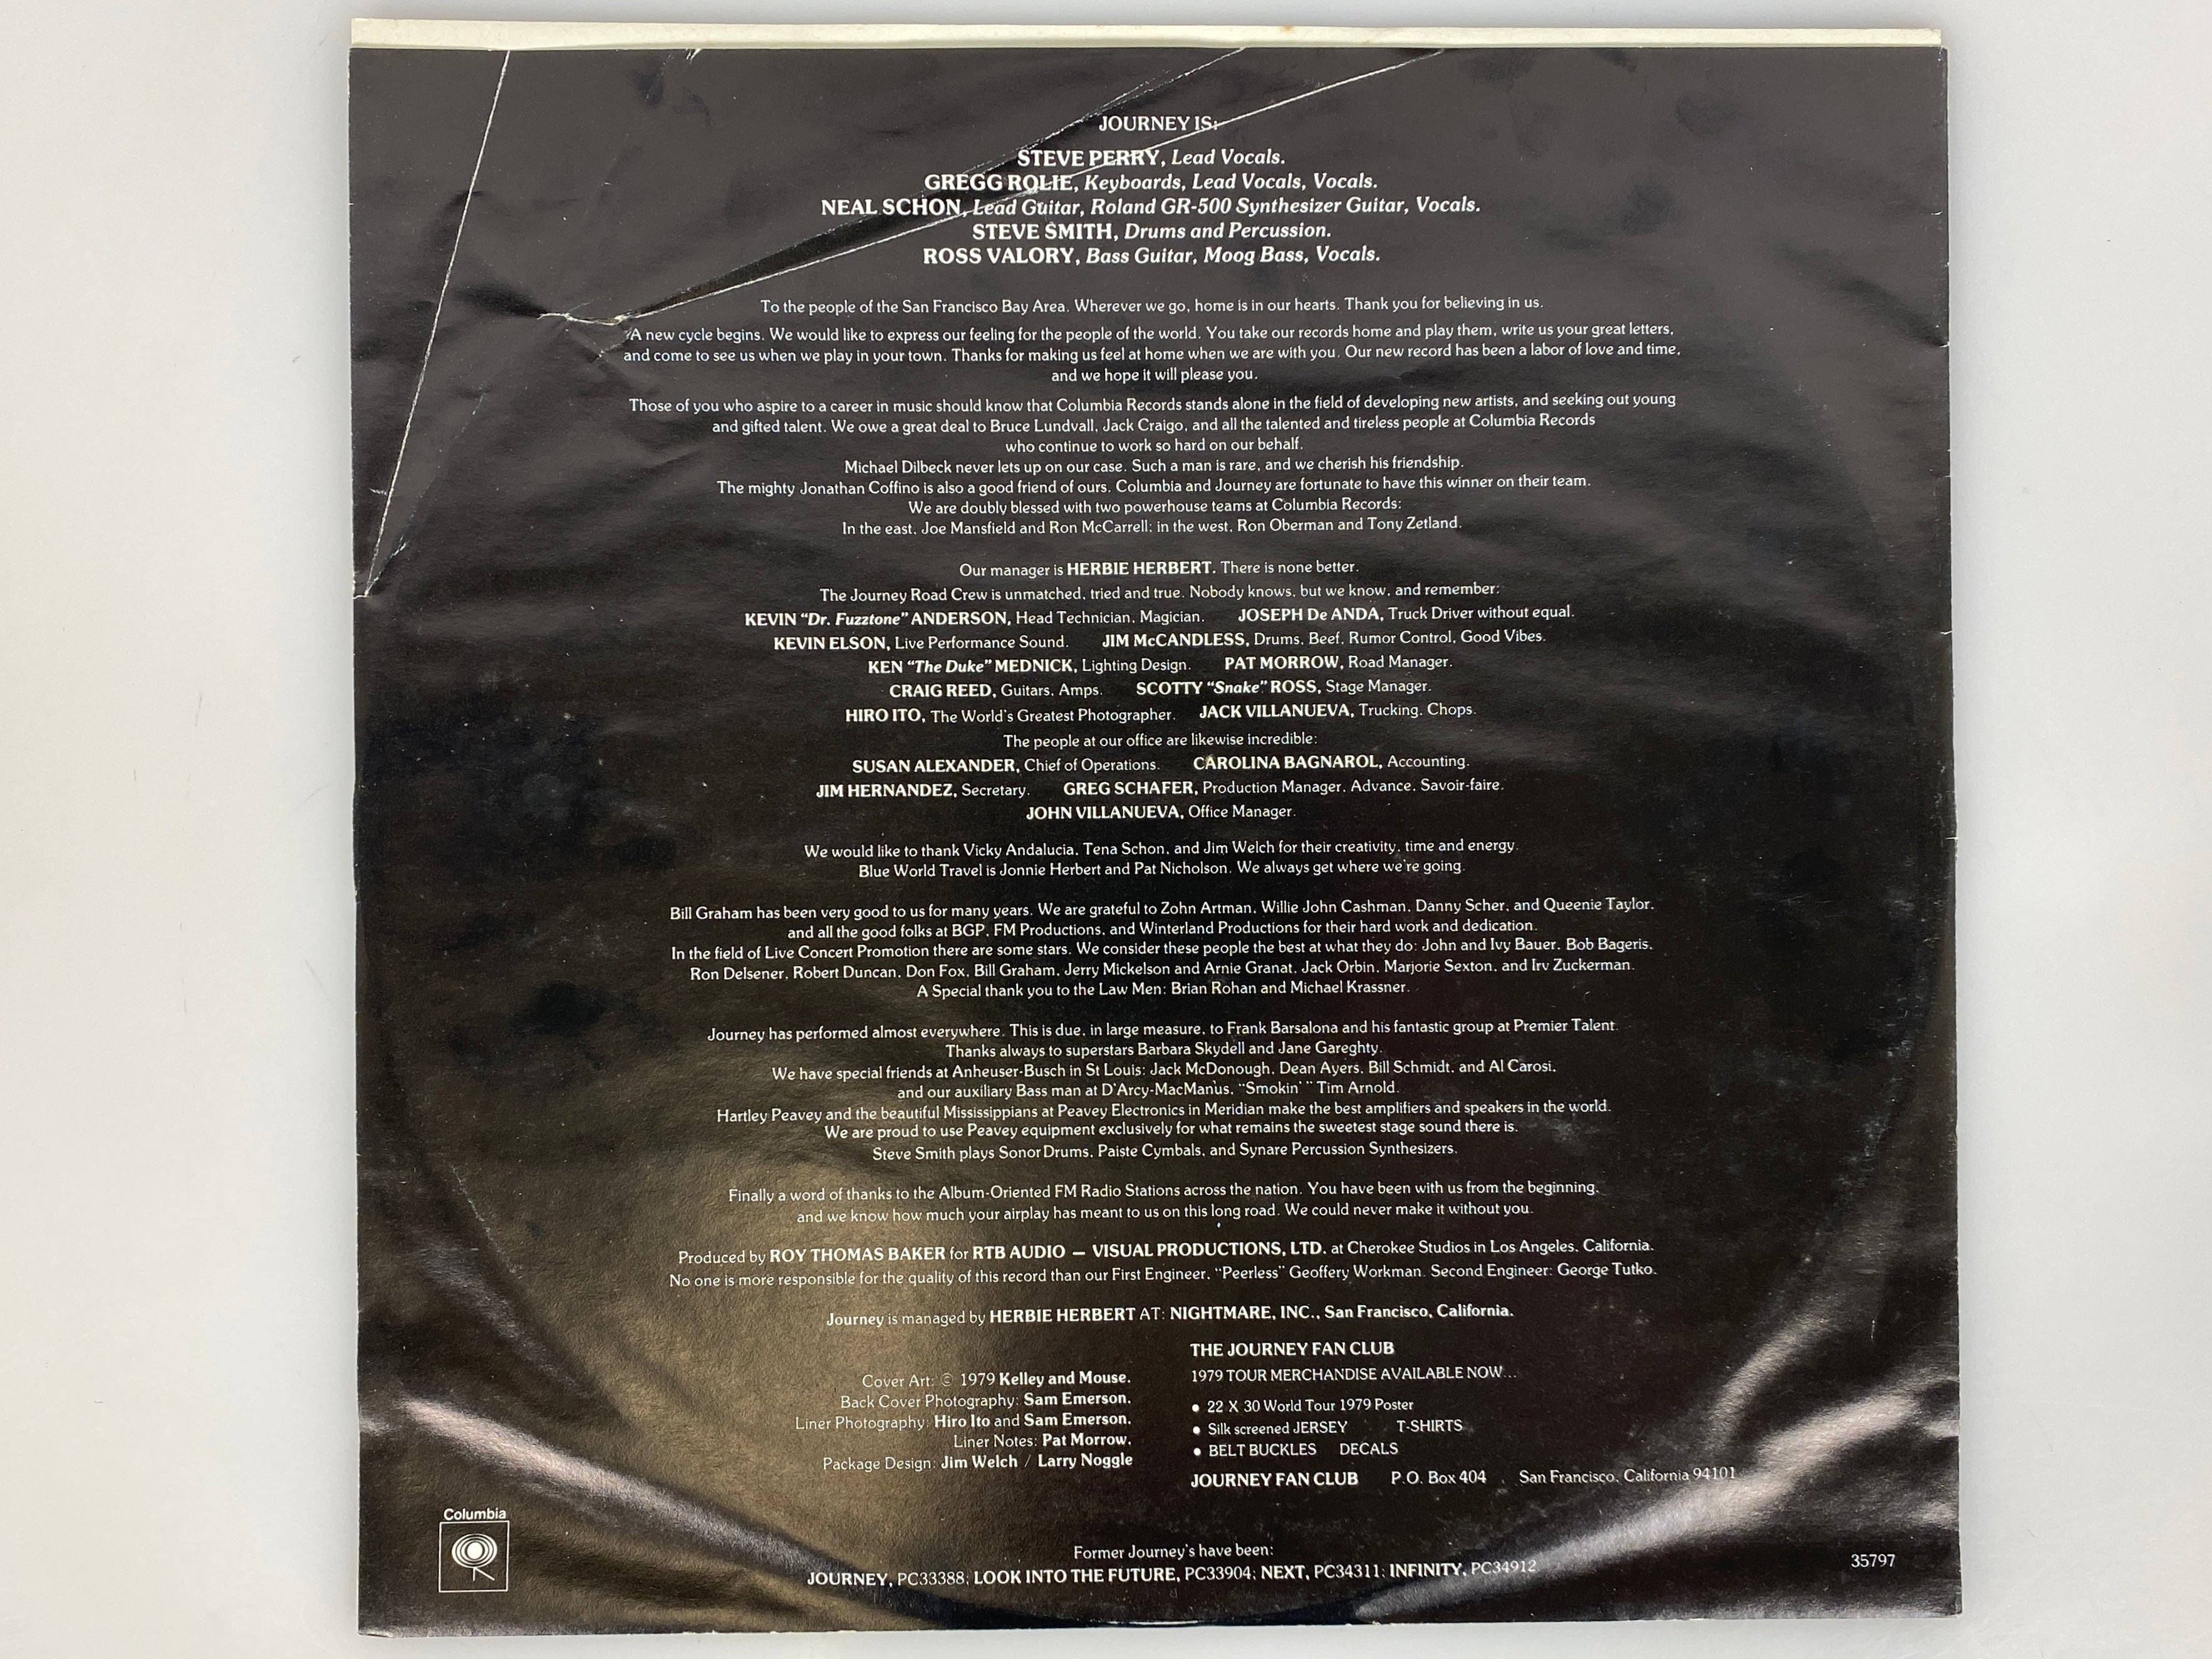 JOURNEY IS:
STEVE PERRY, Lead Vocals.
GREGG ROLIE, Keyboards, Lead Vocals, Vocals.
NEAL SCHON, Lead Guitar, Roland GR-500 Synthesizer Guitar, Vocals.
STEVE SMITH, Drums and Percussion.
ROSS VALORY, Bass Guitar, Moog Bass, Vocals.
To the people of the San Francisco Bay Area. Wherever we go, home is in our hearts. Thank you for believing in us.
A new cycle begins. We would like to express our feeling for the people of the world. You take our records home and play them, write us your great letters,
and come to see us when we play in your town. Thanks for making us feel at home when we are with you. Our new record has been a labor of love and time,
and we hope it will please you.
Those of you who aspire to a career in music should know that Columbia Records stands alone in the field of developing new artists, and seeking out young
and gifted talent. We owe a great deal to Bruce Lundvall, Jack Craigo, and all the talented and tireless people at Columbia Records
who continue to work so hard on our behalf.
Michael Dilbeck never lets up on our case. Such a man is rare, and we cherish his friendship.
The mighty Jonathan Coffino is also a good friend of ours. Columbia and Journey are fortunate to have this winner on their team.
We are doubly blessed with two powerhouse teams at Columbia Records:
In the east, Joe Mansfield and Ron McCarrell; in the west, Ron Oberman and Tony Zetland.
Our manager is HERBIE HERBERT. There is none better.
The Journey Road Crew is unmatched, tried and true. Nobody knows, but we know, and remember:
KEVIN "Dr. Fuzztone" ANDERSON, Head Technician, Magician. JOSEPH De ANDA, Truck Driver without equal.
KEVIN ELSON, Live Performance Sound. JIM McCANDLESS, Drums, Beef, Rumor Control, Good Vibes.
KEN "The Duke" MEDNICK, Lighting Design. PAT MORROW, Road Manager.
CRAIG REED, Guitars, Amps. SCOTTY "Snake" ROSS, Stage Manager.
HIRO ITO, The World's Greatest Photographer. JACK VILLANUEVA, Trucking, Chops.
The people at our office are likewise incredible:
SUSAN ALEXANDER, Chief of Operations. CAROLINA BAGNAROL, Accounting.
JIM HERNANDEZ, Secretary. GREG SCHAFER, Production Manager, Advance, Savoir-faire.
JOHN VILLANUEVA, Office Manager.
We would like to thank Vicky Andalucia, Tena Schon, and Jim Welch for their creativity, time and energy.
Blue World Travel is Jonnie Herbert and Pat Nicholson. We always get where we're going.
Bill Graham has been very good to us for many years. We are grateful to Zohn Artman, Willie John Cashman, Danny Scher, and Queenie Taylor,
and all the good folks at BGP, FM Productions, and Winterland Productions for their hard work and dedication.
In the field of Live Concert Promotion there are some stars. We consider these people the best at what they do: John and Ivy Bauer, Bob Bageris,
Ron Delsener, Robert Duncan, Don Fox, Bill Graham, Jerry Mickelson and Arnie Granat, Jack Orbin, Marjorie Sexton, and Irv Zuckerman.
A Special thank you to the Law Men: Brian Rohan and Michael Krassner.
Journey has performed almost everywhere. This is due, in large measure, to Frank Barsalona and his fantastic group at Premier Talent.
Thanks always to superstars Barbara Skydell and Jane Gareghty.
We have special friends at Anheuser-Busch in St Louis: Jack McDonough, Dean Ayers, Bill Schmidt, and Al Carosi,
and our auxiliary Bass man at D'Arcy-MacManus, "Smokin' " Tim Arnold.
Hartley Peavey and the beautiful Mississippians at Peavey Electronics in Meridian make the best amplifiers and speakers in the world.
We are proud to use Peavey equipment exclusively for what remains the sweetest stage sound there is.
Steve Smith plays Sonor Drums, Paiste Cymbals, and Synare Percussion Synthesizers.
Finally a word of thanks to the Album-Oriented FM Radio Stations across the nation. You have been with us from the beginning,
and we know how much your airplay has meant to us on this long road. We could never make it without you.
Produced by ROY THOMAS BAKER for RTB AUDIO — VISUAL PRODUCTIONS, LTD. at Cherokee Studios in Los Angeles, California.
No one is more responsible for the quality of this record than our First Engineer, "Peerless" Geoffery Workman. Second Engineer: George Tutko.
Journey is managed by HERBIE HERBERT AT: NIGHTMARE, INC., San Francisco, California.
Cover Art: © 1979 Kelley and Mouse.
Back Cover Photography: Sam Emerson.
Liner Photography: Hiro Ito and Sam Emerson.
Liner Notes: Pat Morrow.
Package Design: Jim Welch / Larry Noggle
THE JOURNEY FAN CLUB
1979 TOUR MERCHANDISE AVAILABLE NOW...
• 22 X 30 World Tour 1979 Poster
• Silk screened JERSEY T-SHIRTS
• BELT BUCKLES DECALS
JOURNEY FAN CLUB P.O. Box 404 San Francisco, California 94101
Columbia
Former Journey's have been:
JOURNEY, PC33388; LOOK INTO THE FUTURE, PC33904; NEXT, PC34311; INFINITY, PC34912
35797